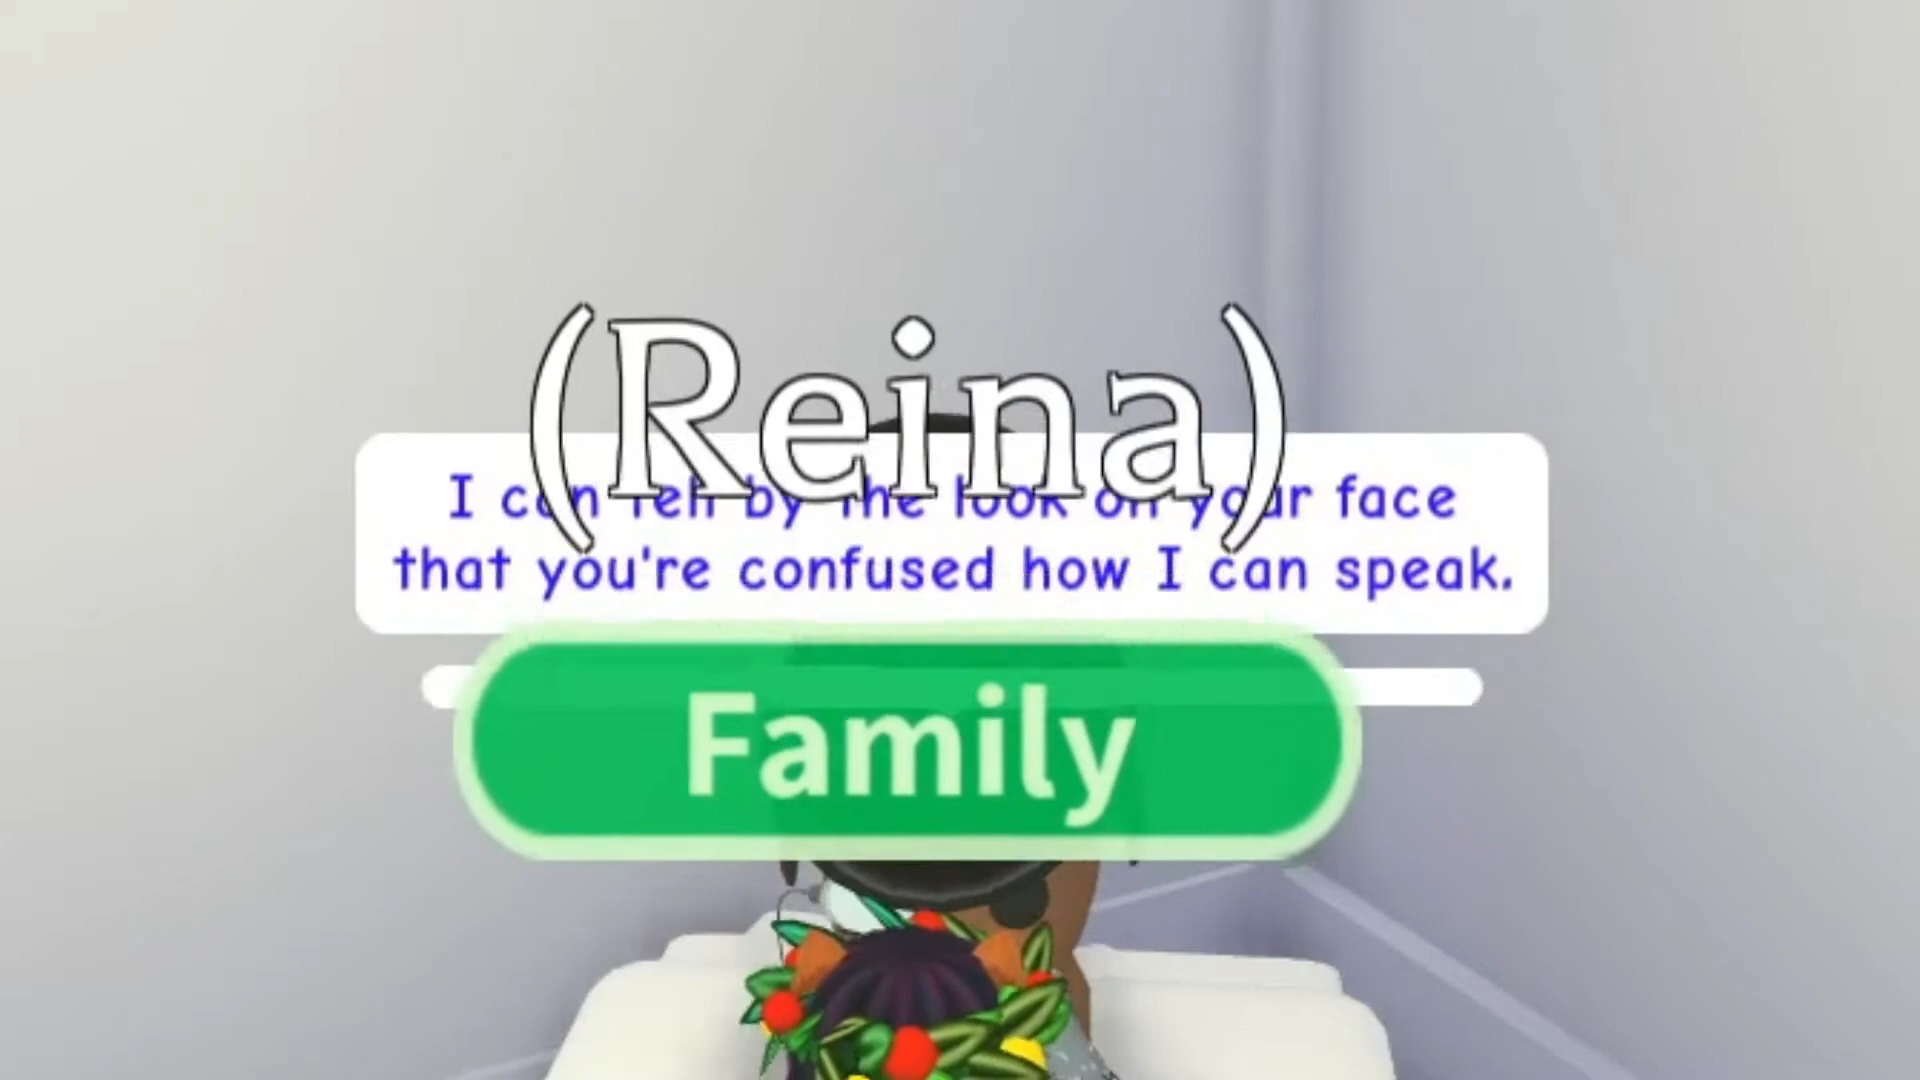 (Reina)
I can tell by the look on your face
that you're confused how I can speak.
Family